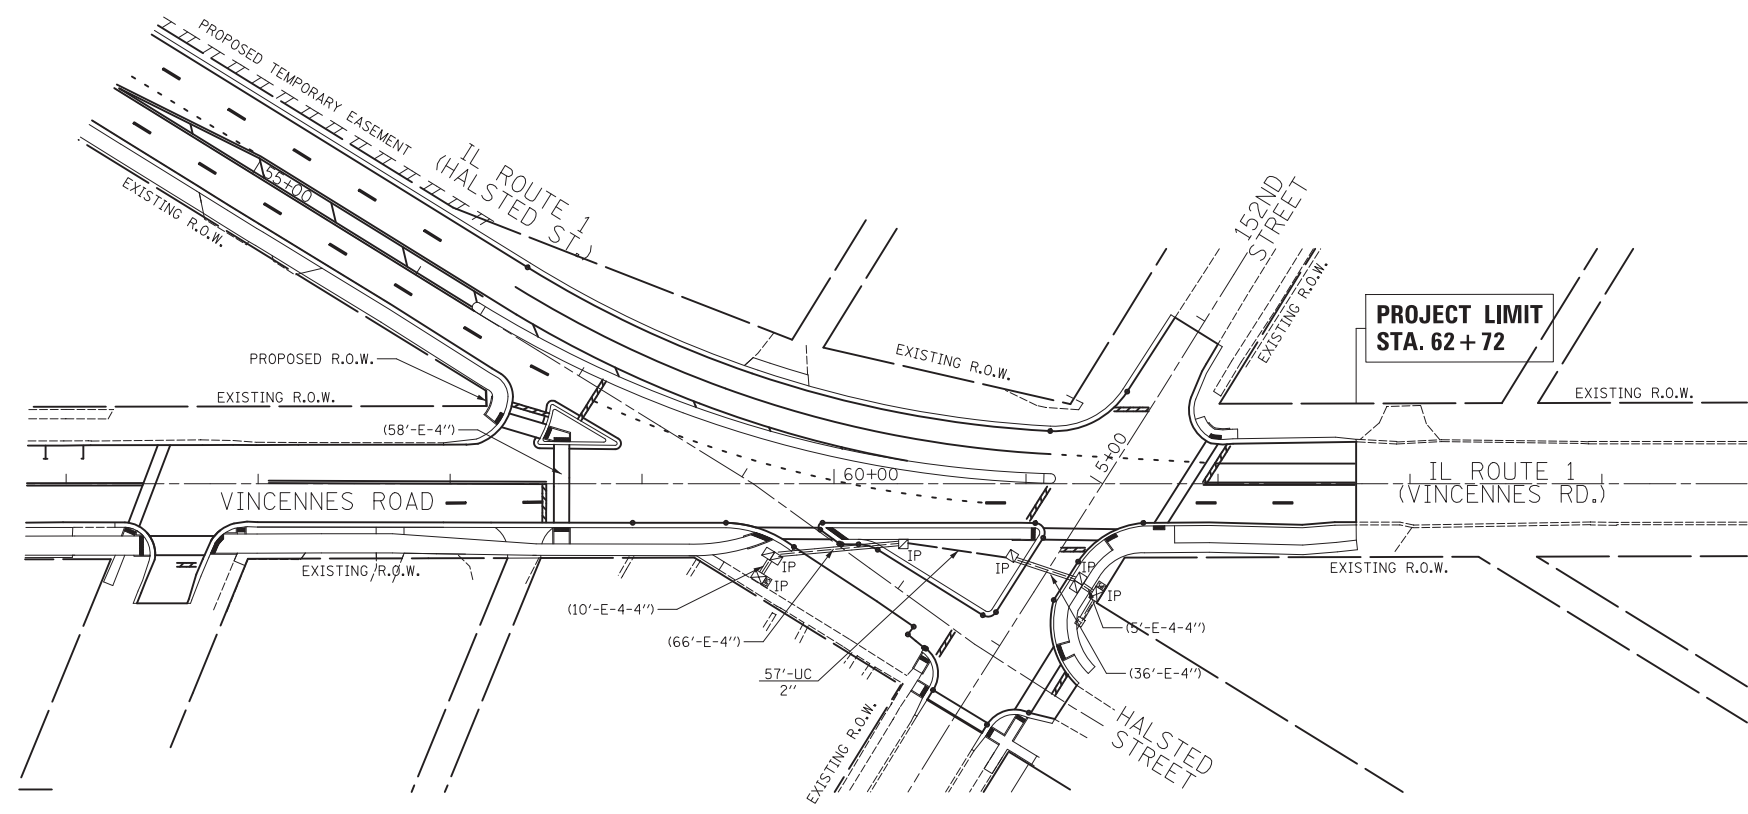 PROPOSED TEMPORARY EASEMENT
IL ROUTE 1
(HALSTED ST.)
55+00
EXISTING R.O.W.
152ND
STREET
EXISTING R.O.W.
PROJECT LIMIT
STA. 62+72
PROPOSED R.O.W.
EXISTING R.O.W.
EXISTING R.O.W.
EXISTING R.O.W.
(58'-E-4")
5+00
60+00
IL ROUTE 1
(VINCENNES RD.)
VINCENNES ROAD
IP
IP
IP
IP
IP
IP
EXISTING R.O.W.
EXISTING R.O.W.
(10'-E-4-4")
(66'-E-4")
(5'-E-4-4")
57'-UC
2"
(36'-E-4")
EXISTING R.O.W.
HALSTED
STREET